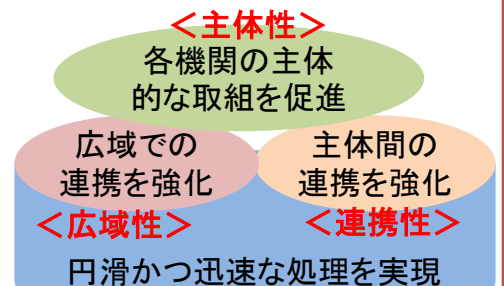 ＜主体性＞
各機関の主体
的な取組を促進
広域での
連携を強化
主体間の
連携を強化
＜広域性＞
＜連携性＞
円滑かつ迅速な処理を実現